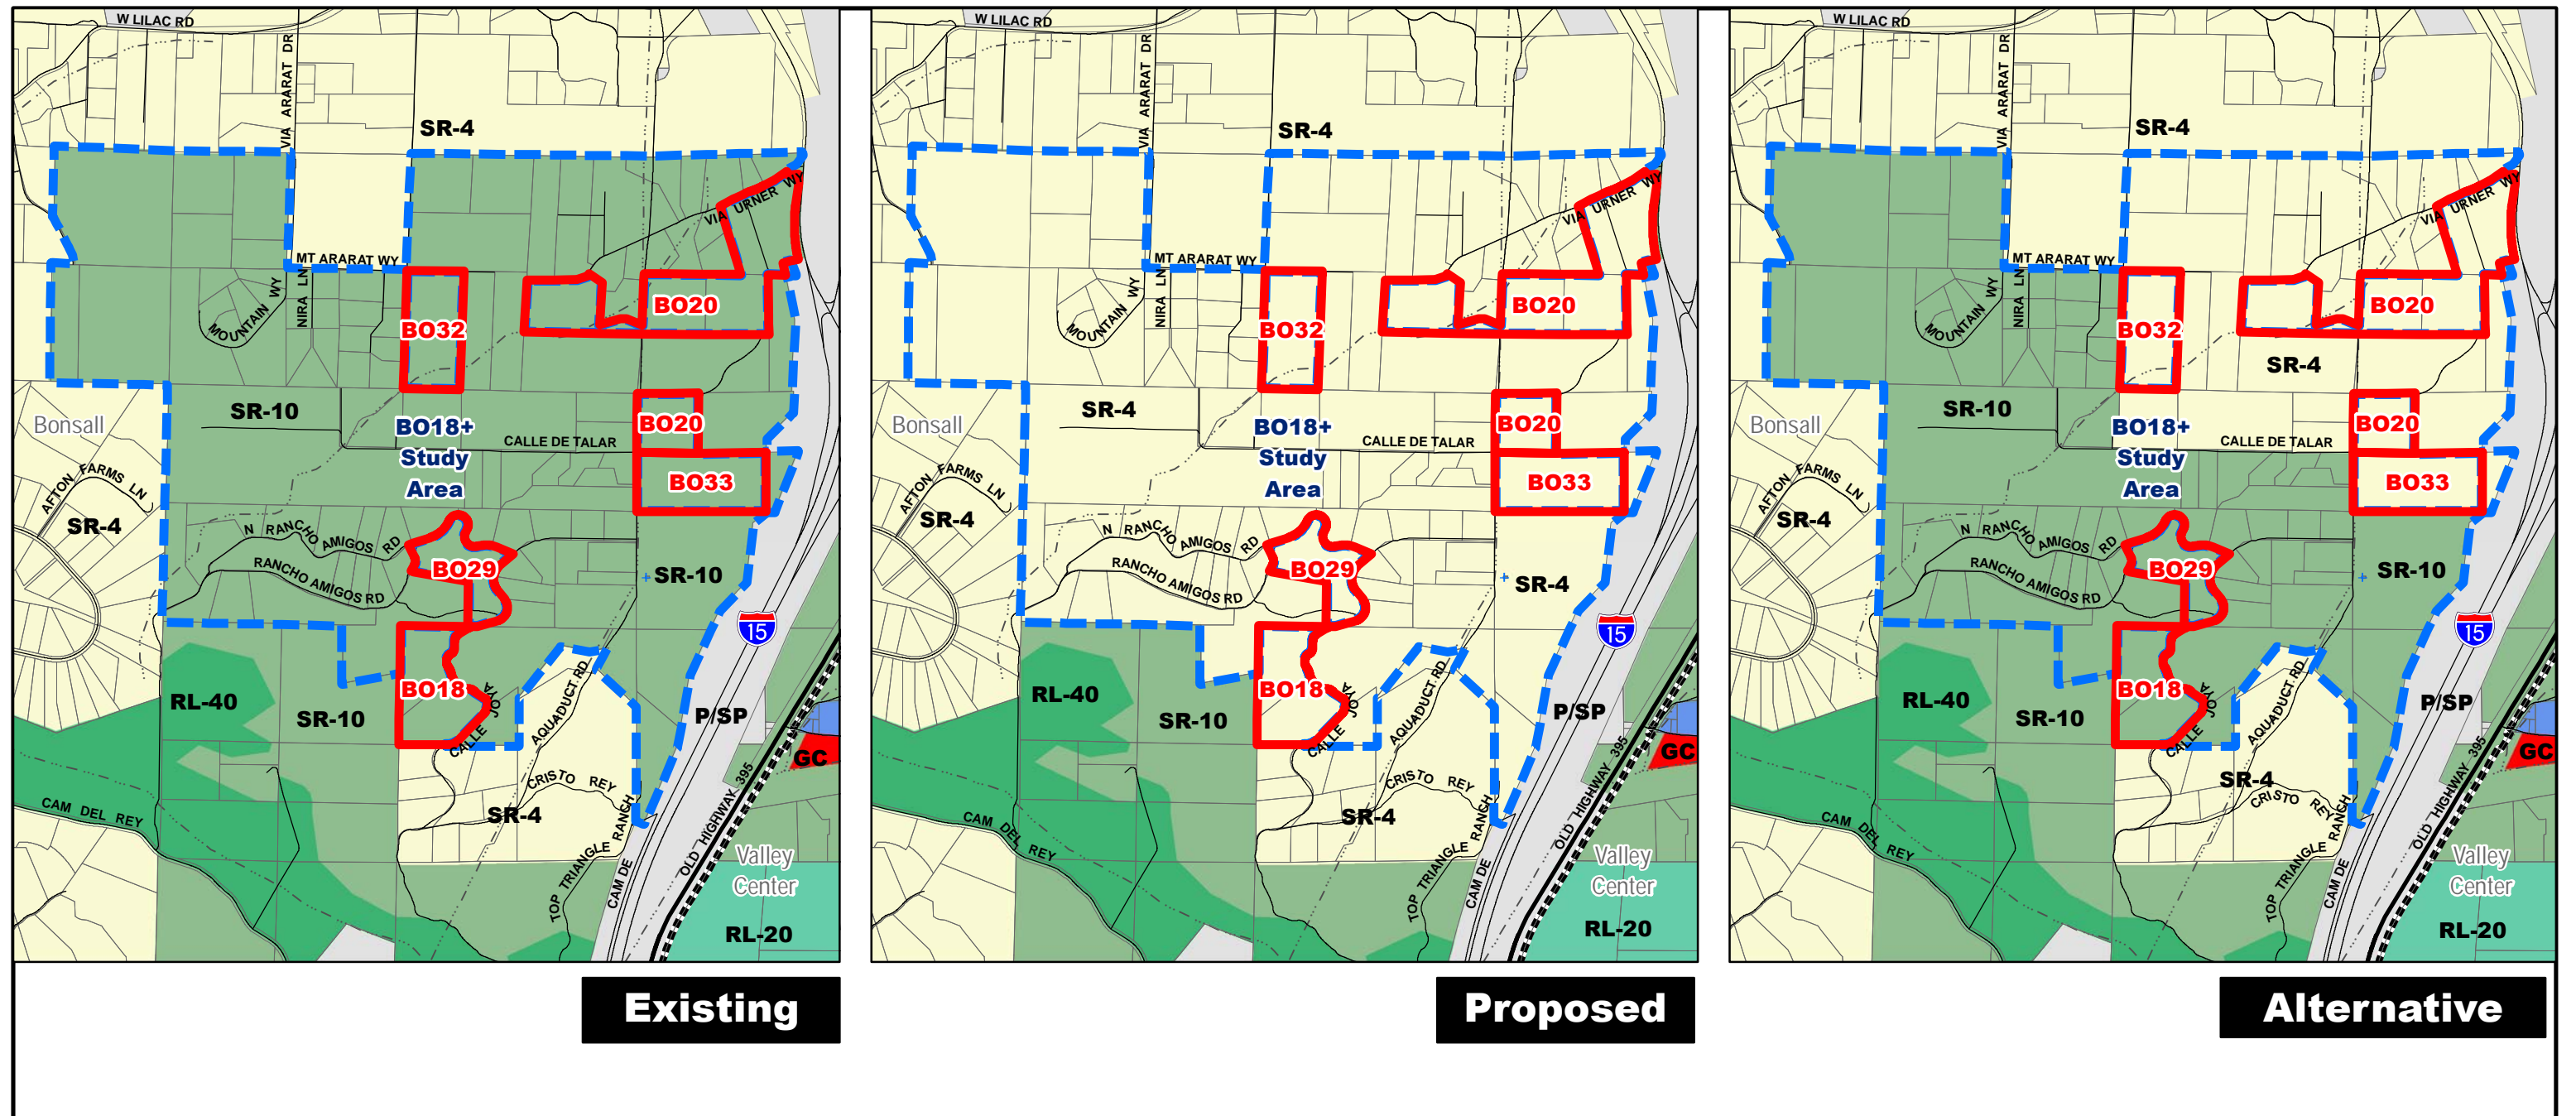 W LILAC RD
VIA ARARAT DR
SR-4
VIA URNER WY
MT ARARAT WY
MOUNTAIN WY
NIRA LN
BO20
BO32
SR-10
Bonsall
BO18+
Study
Area
BO20
CALLE DE TALAR
BO33
AFTON FARMS LN
SR-4
N RANCHO AMIGOS RD
RANCHO AMIGOS RD
BO29
SR-10
15
RL-40
SR-10
BO18
CALLE JOYA
AQUADUCT RD
P/SP
GC
CAM DEL REY
CRISTO REY
SR-4
OLD HIGHWAY 395
TOP TRIANGLE RANCH
CAM DE
Valley
Center
RL-20
Existing
W LILAC RD
VIA ARARAT DR
SR-4
VIA URNER WY
MT ARARAT WY
MOUNTAIN WY
NIRA LN
BO20
BO32
SR-4
Bonsall
BO18+
Study
Area
BO20
CALLE DE TALAR
BO33
AFTON FARMS LN
SR-4
N RANCHO AMIGOS RD
RANCHO AMIGOS RD
BO29
SR-4
15
RL-40
SR-10
BO18
CALLE JOYA
AQUADUCT RD
P/SP
GC
CAM DEL REY
CRISTO REY
SR-4
OLD HIGHWAY 395
TOP TRIANGLE RANCH
CAM DE
Valley
Center
RL-20
Proposed
W LILAC RD
VIA ARARAT DR
SR-4
VIA URNER WY
MT ARARAT WY
MOUNTAIN WY
NIRA LN
BO20
BO32
SR-4
SR-10
Bonsall
BO18+
Study
Area
BO20
CALLE DE TALAR
BO33
AFTON FARMS LN
SR-4
N RANCHO AMIGOS RD
RANCHO AMIGOS RD
BO29
SR-10
15
RL-40
SR-10
BO18
CALLE JOYA
AQUADUCT RD
P/SP
GC
CAM DEL REY
SR-4
CRISTO REY
OLD HIGHWAY 395
TOP TRIANGLE RANCH
CAM DE
Valley
Center
RL-20
Alternative